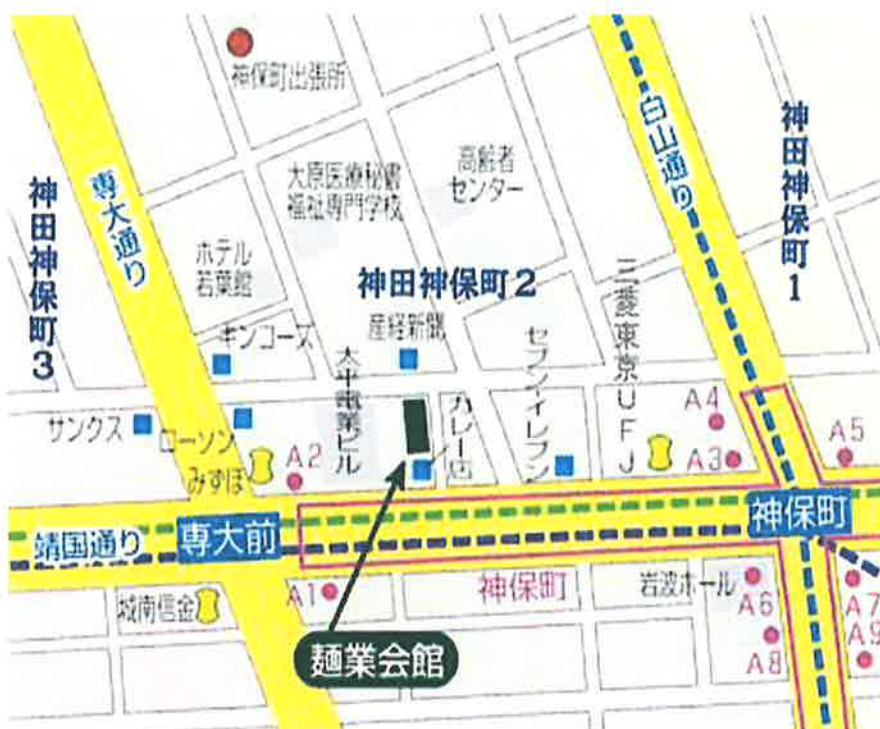 神保町出張所
白山通り
神田神保町1
専大通り
神田神保町3
大原医療秘書
福祉専門学校
高齢者
センター
ホテル
若葉館
神田神保町2
産経新聞
キンコーズ
太平電業ビル
カレー店
セブン-イレブン
三菱東京UFJ
サンクス
ローソン
みずほ
A2
A4
A3
A5
靖国通り
専大前
神保町
城南信金
A1
神保町
岩波ホール
A6
A7
A8
A9
麺業会館